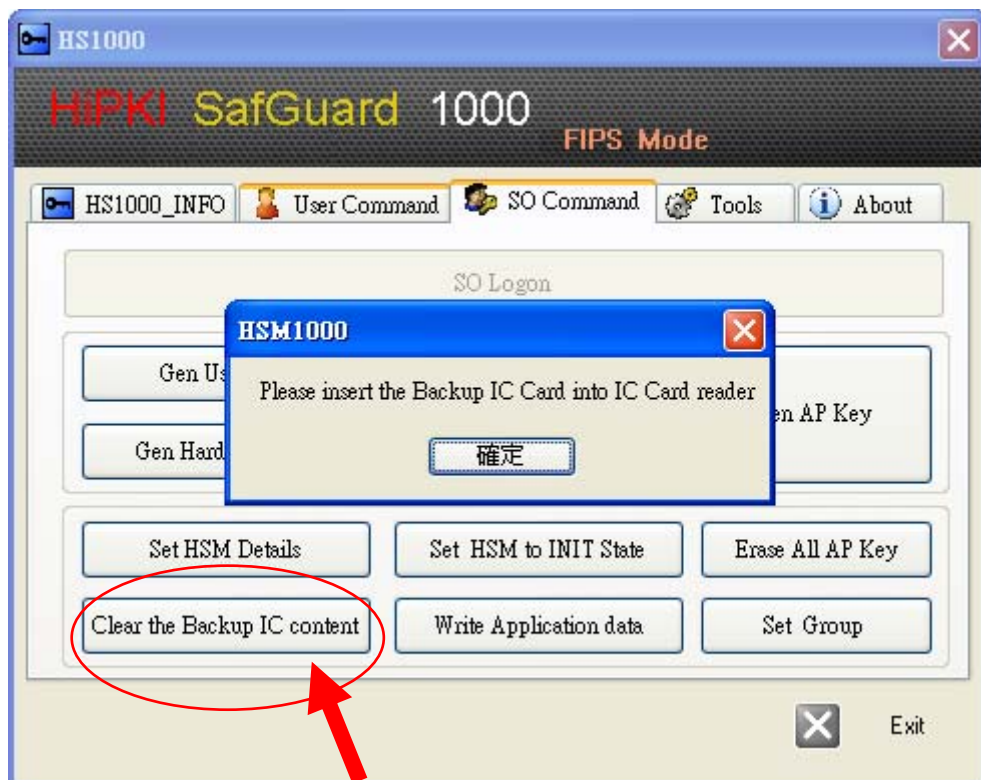 HS1000
HiPKI SafGuard 1000
FIPS Mode
HS1000_INFO User Command SO Command Tools About
SO Logon
HSM1000
Please insert the Backup IC Card into IC Card reader
確定
Gen Us
en AP Key
Gen Hard
Set HSM Details Set HSM to INIT State Erase All AP Key
Clear the Backup IC content Write Application data Set Group
Exit